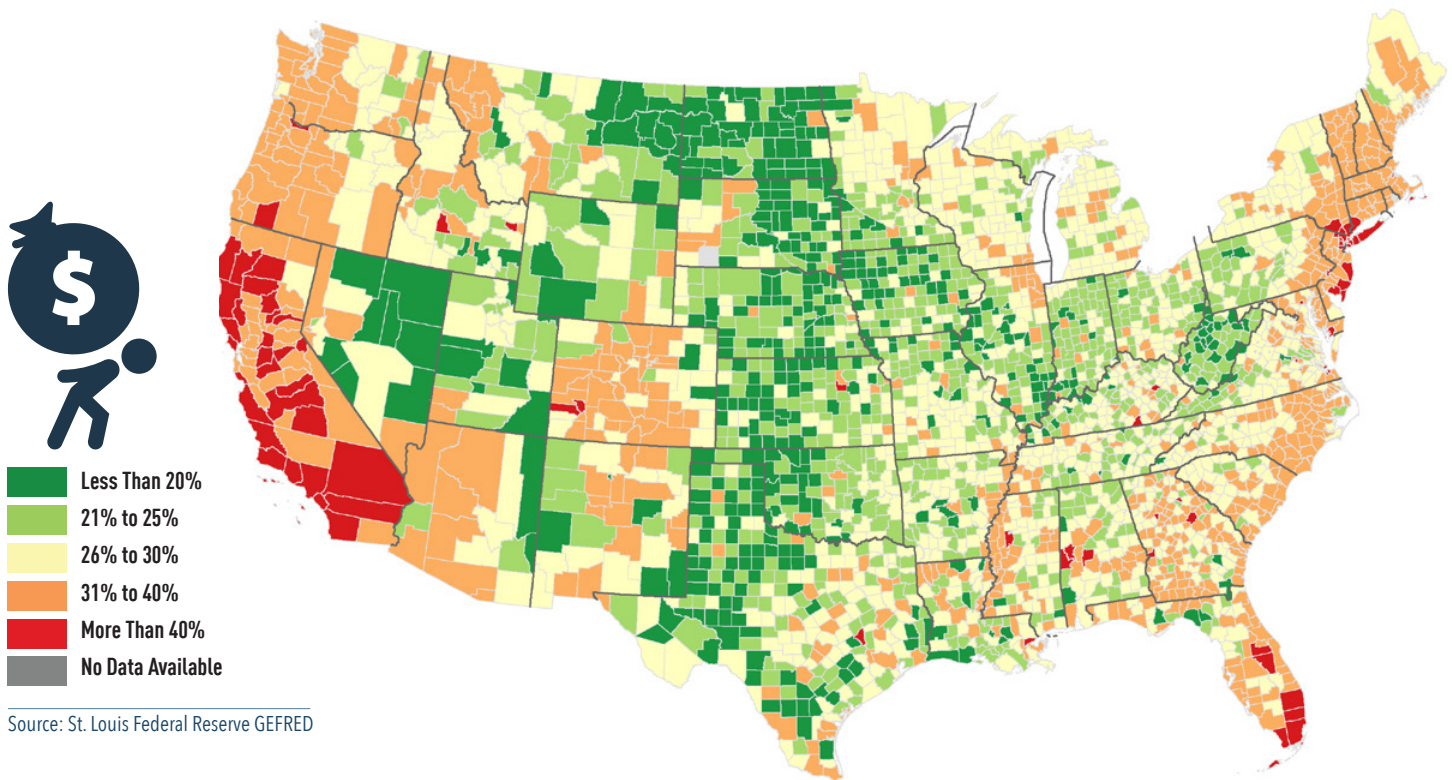 $
Less Than 20%
21% to 25%
26% to 30%
31% to 40%
More Than 40%
No Data Available
Source: St. Louis Federal Reserve GEFRED